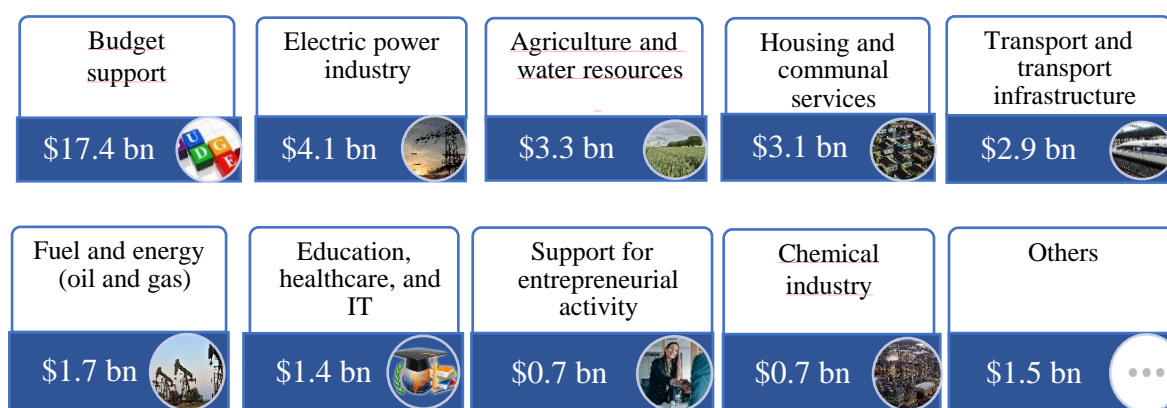 Budget
support
$17.4 bn
U
D
G
E
Electric power
industry
$4.1 bn
Agriculture and
water resources
$3.3 bn
Housing and
communal
services
$3.1 bn
Transport and
transport
infrastructure
$2.9 bn
Fuel and energy
(oil and gas)
$1.7 bn
Education,
healthcare, and
IT
$1.4 bn
Support for
entrepreneurial
activity
$0.7 bn
Chemical
industry
$0.7 bn
Others
$1.5 bn